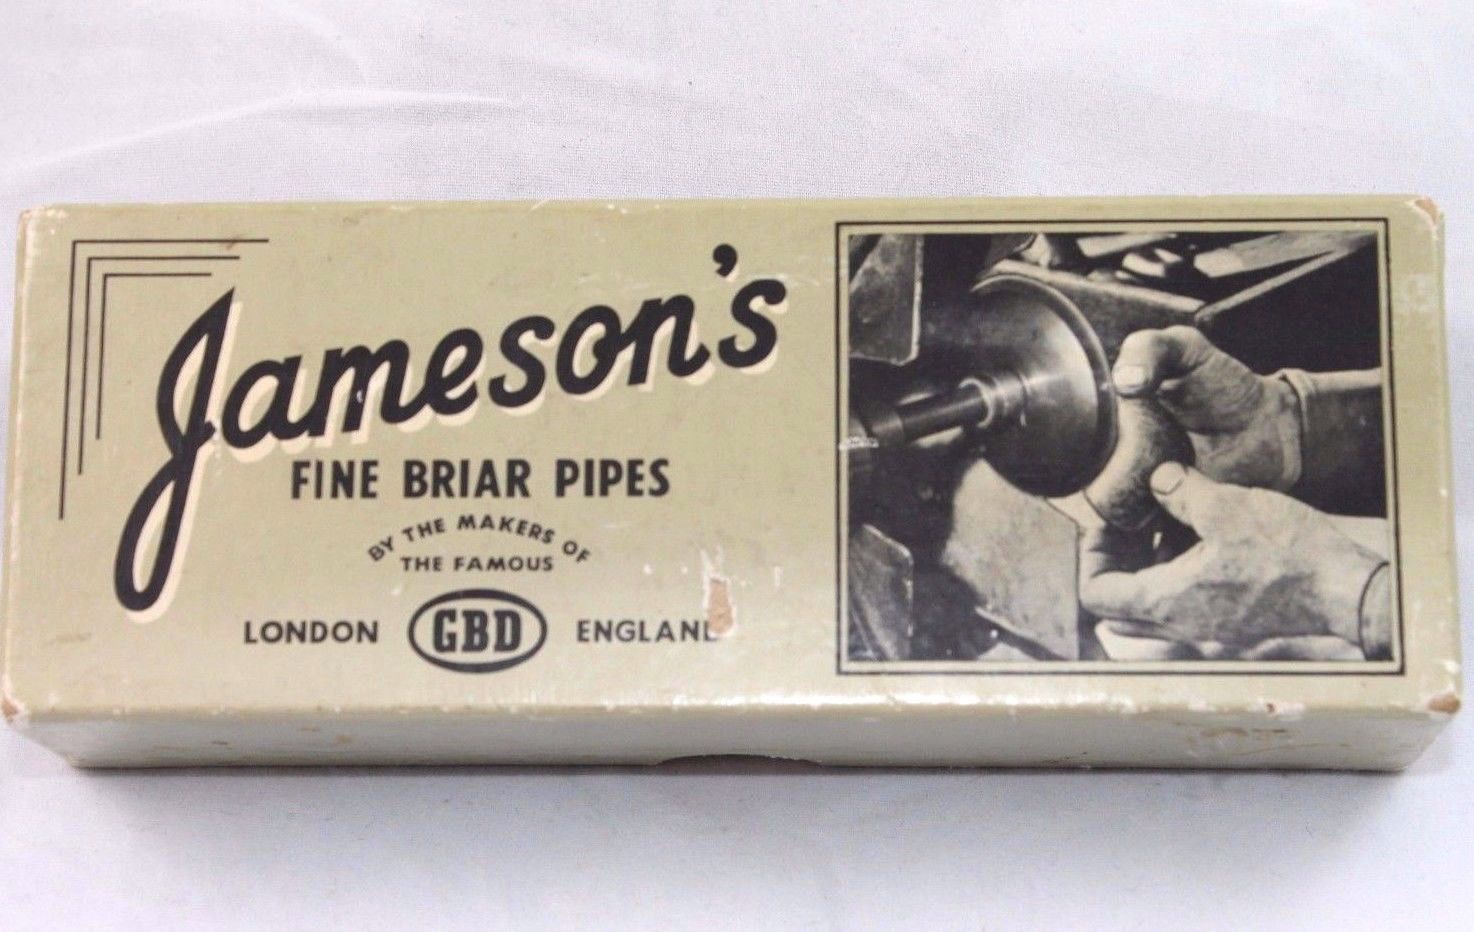 Jameson's
FINE BRIAR PIPES
BY THE MAKERS OF
THE FAMOUS
LONDON GBD ENGLAND